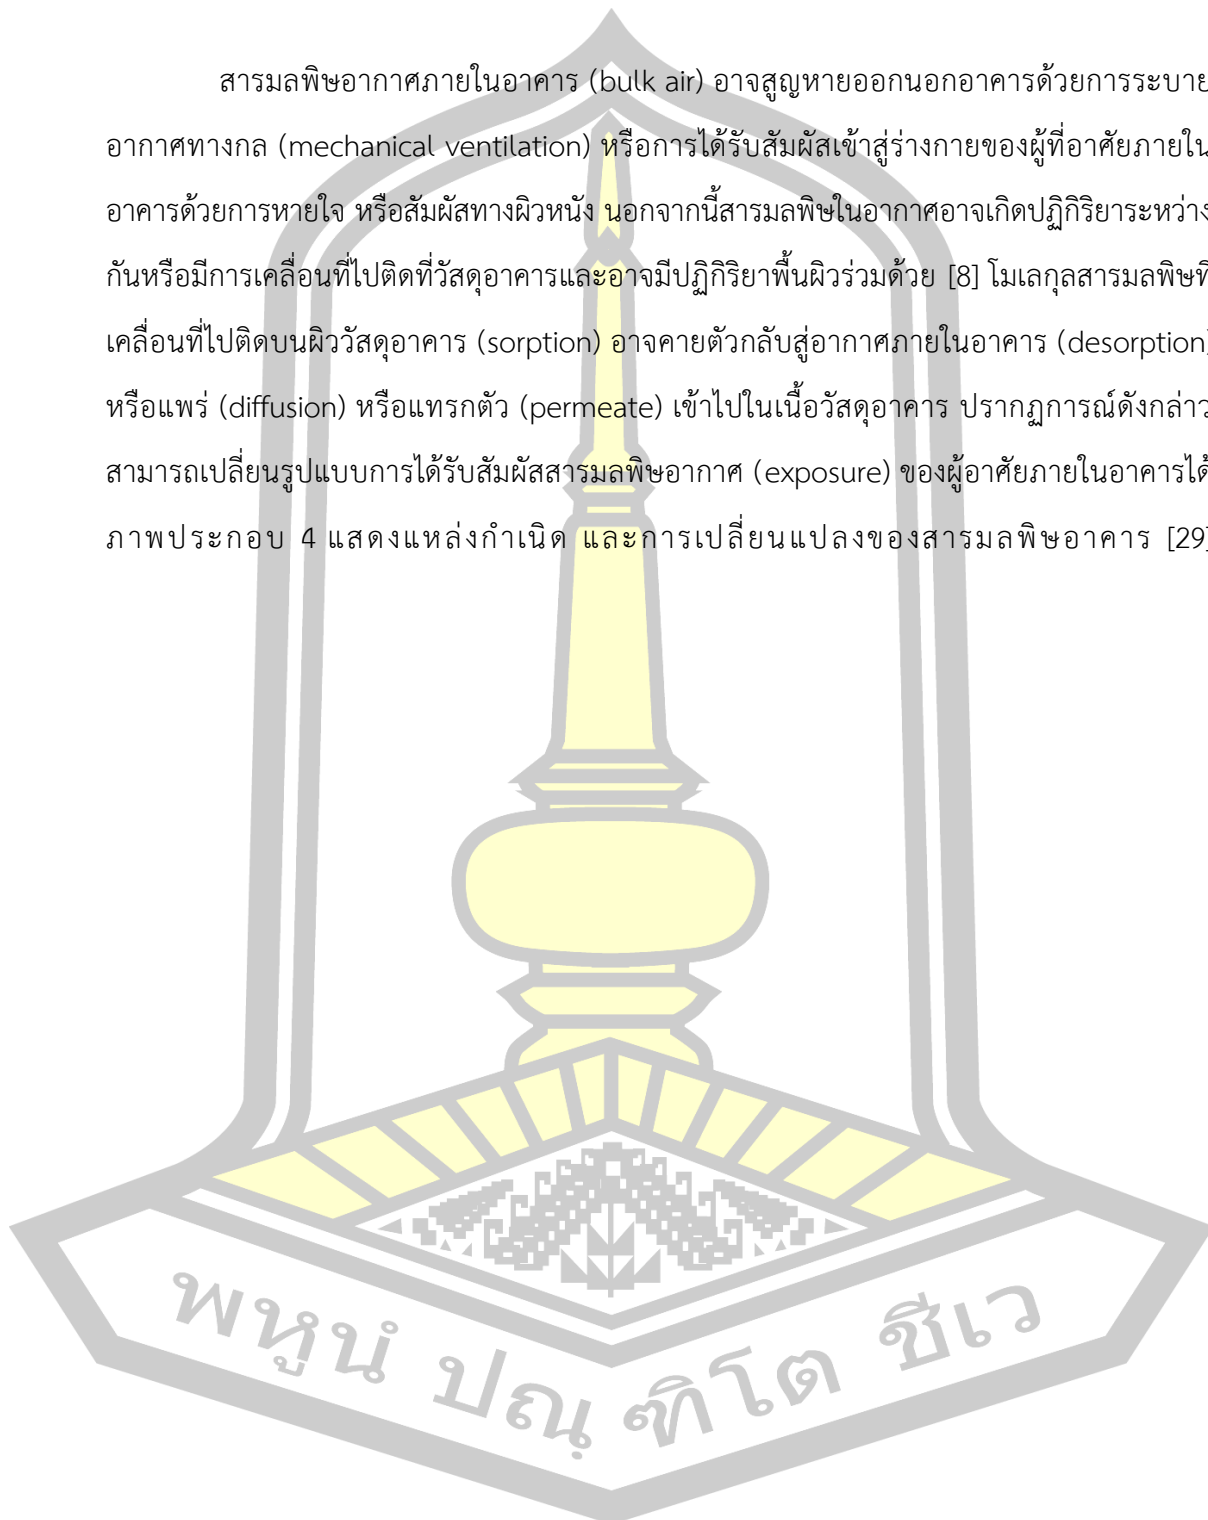 สารมลพิษอากาศภายในอาคาร (bulk air) อาจสูญหายออกนอกอาคารด้วยการระบาย
อากาศทางกล (mechanical ventilation) หรือการได้รับสัมผัสเข้าสู่ร่างกายของผู้ที่อาศัยภายใน
อาคารด้วยการหายใจ หรือสัมผัสทางผิวหนัง นอกจากนี้สารมลพิษในอากาศอาจเกิดปฏิกิริยาระหว่าง
กันหรือมีการเคลื่อนที่ไปติดที่วัสดุอาคารและอาจมีปฏิกิริยาพื้นผิวร่วมด้วย [8] โมเลกุลสารมลพิษที
เคลื่อนที่ไปติดบนผิววัสดุอาคาร (sorption) อาจคายตัวกลับสู่อากาศภายในอาคาร (desorption)
หรือแพร่ (diffusion) หรือแทรกตัว (permeate) เข้าไปในเนื้อวัสดุอาคาร ปรากฏการณ์ดังกล่าว
สามารถเปลี่ยนรูปแบบการได้รับสัมผัสสารมลพิษอากาศ (exposure) ของผู้อาศัยภายในอาคารได้
ภาพประกอบ 4 แสดงแหล่งกำเนิด และการเปลี่ยนแปลงของสารมลพิษอาคาร [29]
พหูนํ ปณฺฑิโต ชีเว